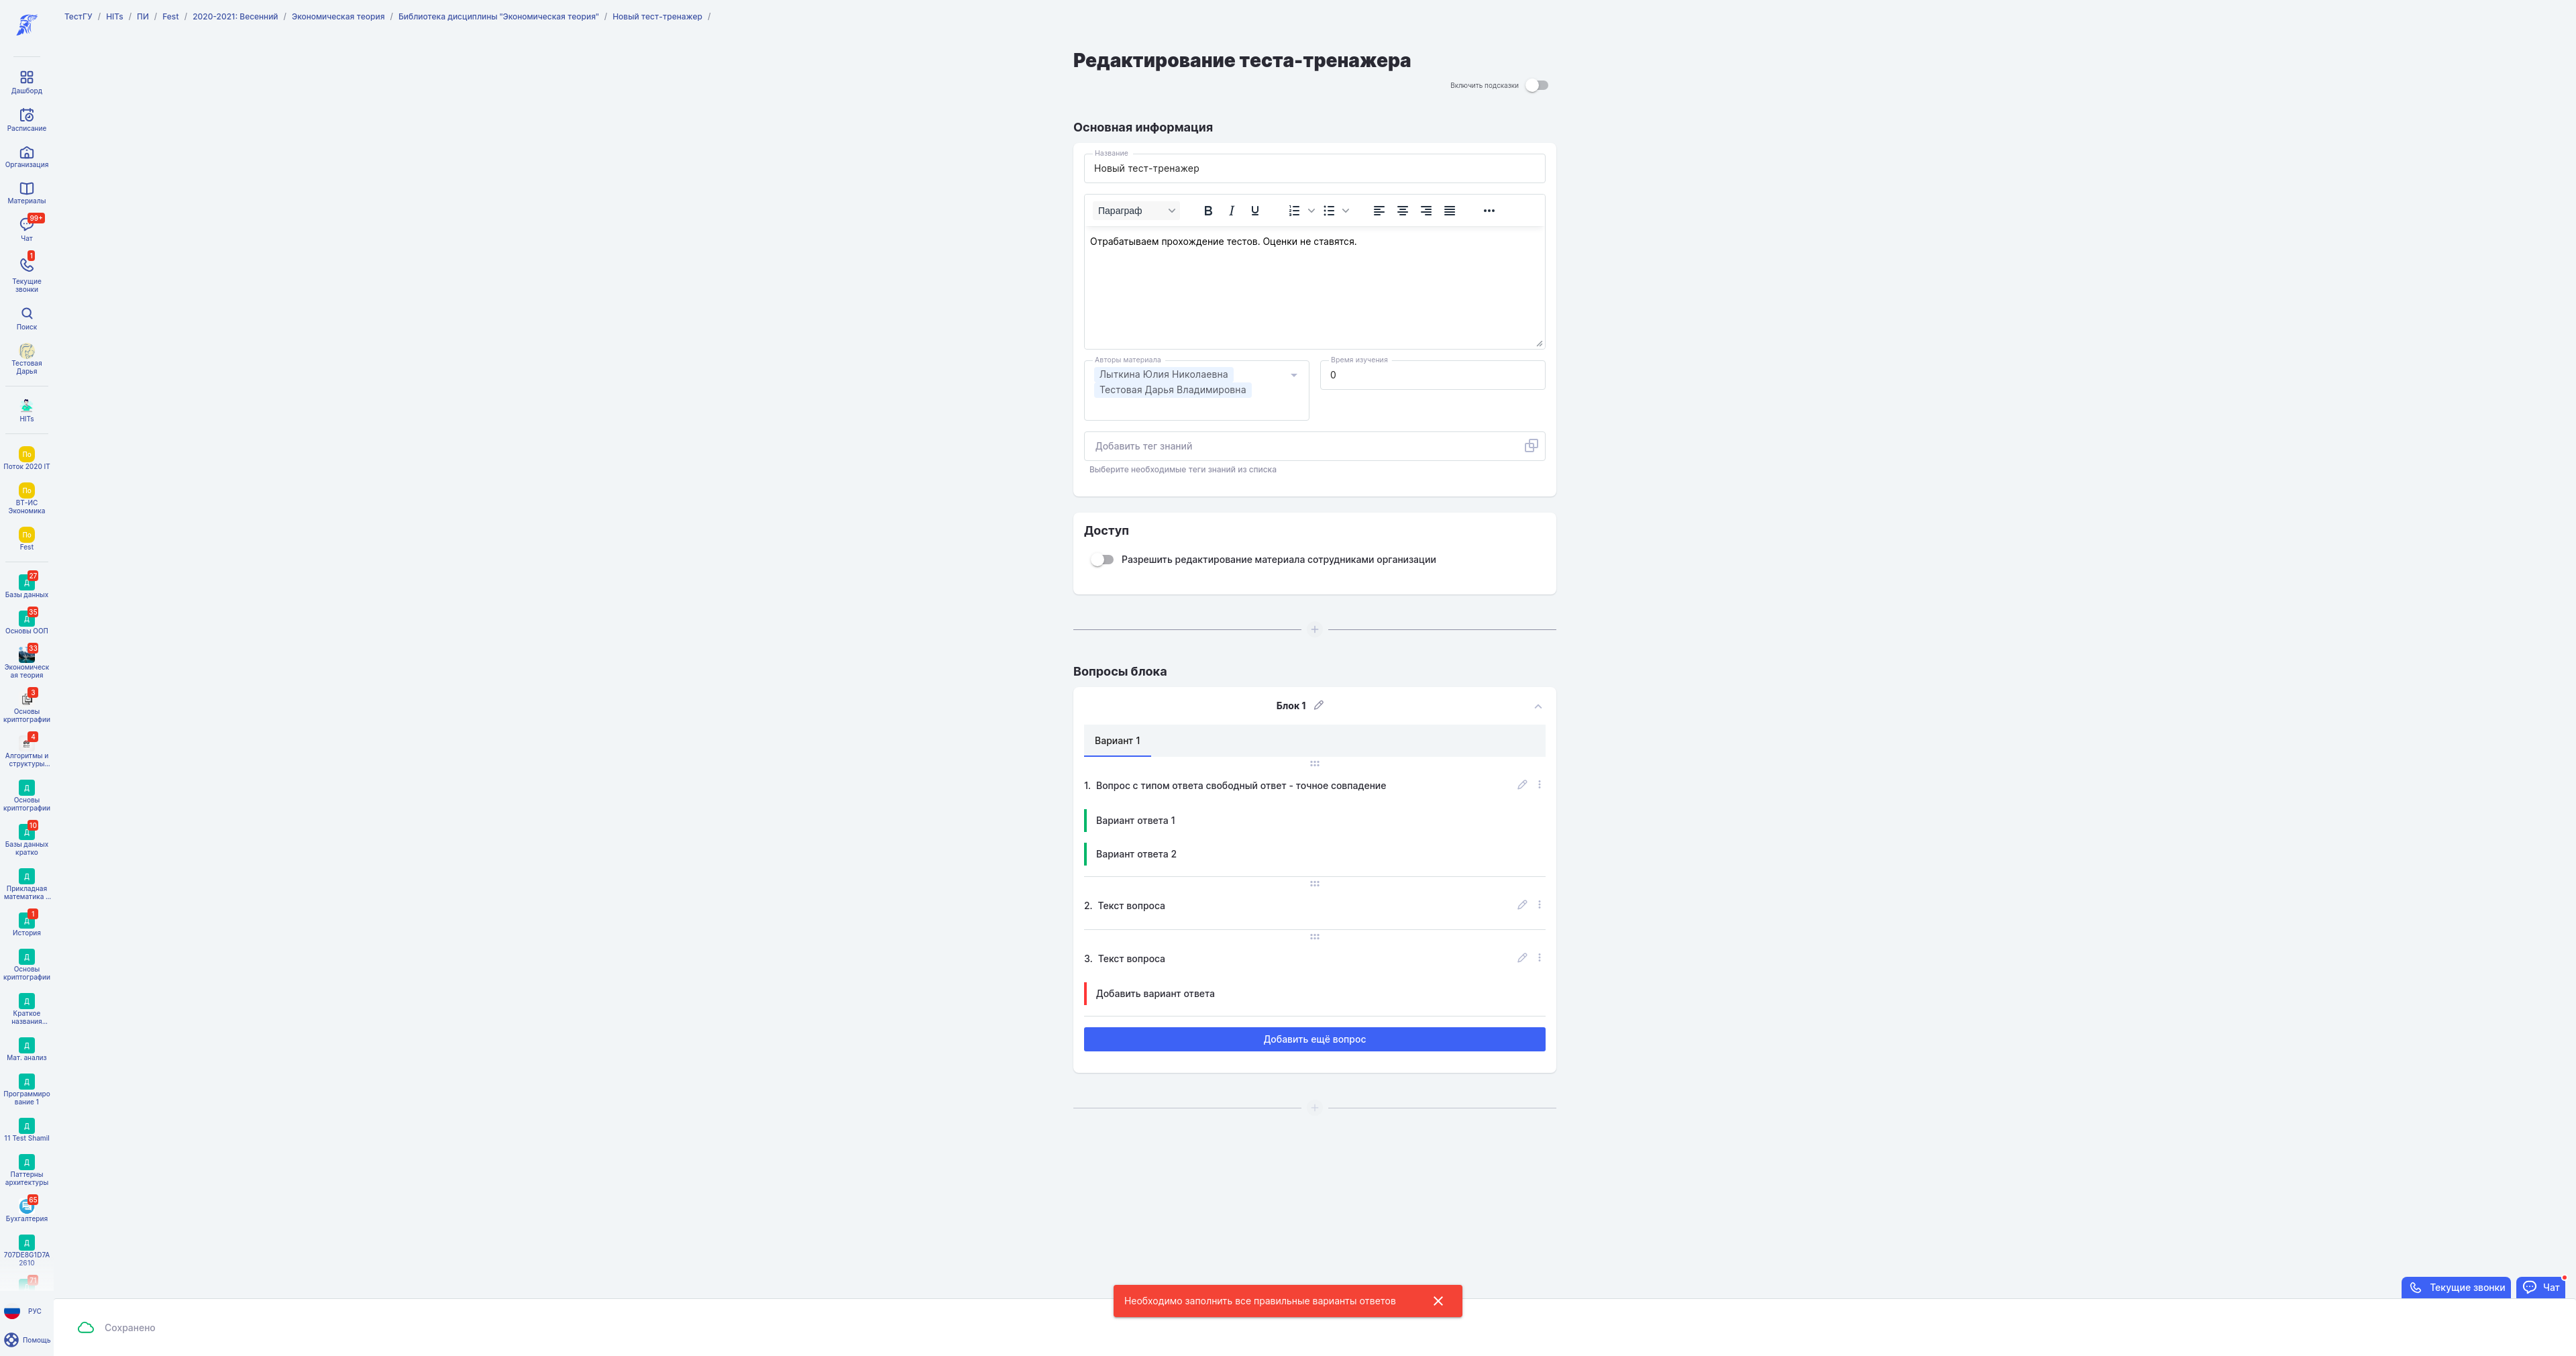 ТестГУ / HITs / ПИ / Fest / 2020-2021: Весенний / Экономическая теория / Библиотека дисциплины "Экономическая теория" / Новый тест-тренажер /
Дашборд
Расписание
Организация
Материалы
99+
Чат
1
Текущие
звонки
Поиск
Тестовая
Дарья
HITs
По
Поток 2020 IT
По
ВТ-ИС
Экономика
По
Fest
27
Д
Базы данных
35
Д
Основы ООП
33
Экономическ
ая теория
3
Основы
криптографии
4
Алгоритмы и
структуры...
Д
Основы
криптографии
10
Д
Базы данных
кратко
Д
Прикладная
математика ...
1
Д
История
Д
Основы
криптографии
Д
Краткое
названия...
Д
Мат. анализ
Д
Программиро
вание 1
Д
11 Test Shamil
Д
Паттерны
архитектуры
65
Бухгалтерия
Д
707DE8G1D7A
2610
РУС
Помощь
Редактирование теста-тренажера
Включить подсказки
Основная информация
Название
Новый тест-тренажер
Параграф B I U
Отрабатываем прохождение тестов. Оценки не ставятся.
Авторы материала
Лыткина Юлия Николаевна
Тестовая Дарья Владимировна
Время изучения
0
Добавить тег знаний
Выберите необходимые теги знаний из списка
Доступ
Разрешить редактирование материала сотрудниками организации
Вопросы блока
Блок 1
Вариант 1
1. Вопрос с типом ответа свободный ответ - точное совпадение
Вариант ответа 1
Вариант ответа 2
2. Текст вопроса
3. Текст вопроса
Добавить вариант ответа
Добавить ещё вопрос
Необходимо заполнить все правильные варианты ответов
Текущие звонки
Чат
Сохранено